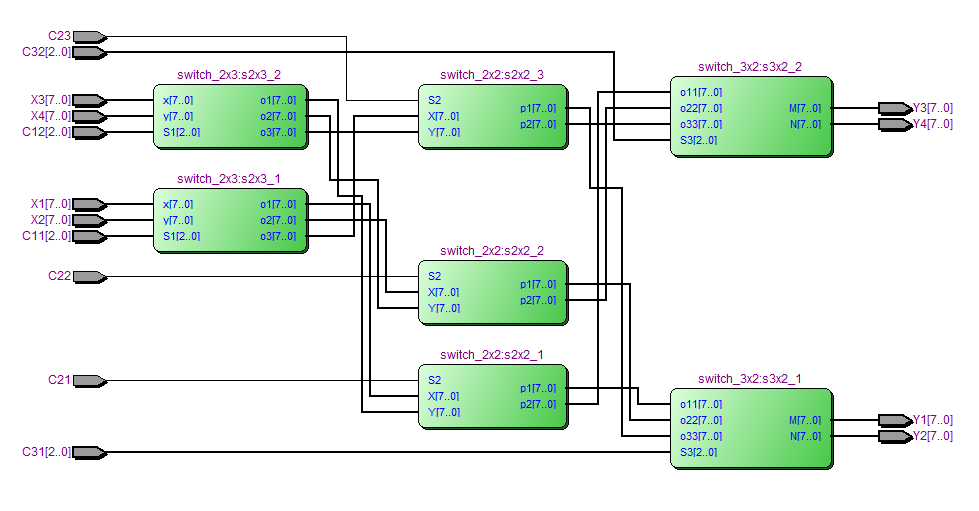 C23
C32[2..0]
switch_2x3:s2x3_2
X3[7..0]
X4[7..0]
C12[2..0]
x[7..0]
y[7..0]
S1[2..0]
o1[7..0]
o2[7..0]
o3[7..0]
switch_2x2:s2x2_3
S2
X[7..0]
Y[7..0]
p1[7..0]
p2[7..0]
switch_3x2:s3x2_2
o11[7..0]
o22[7..0]
o33[7..0]
S3[2..0]
M[7..0]
N[7..0]
Y3[7..0]
Y4[7..0]
switch_2x3:s2x3_1
X1[7..0]
X2[7..0]
C11[2..0]
x[7..0]
y[7..0]
S1[2..0]
o1[7..0]
o2[7..0]
o3[7..0]
switch_2x2:s2x2_2
C22
S2
X[7..0]
Y[7..0]
p1[7..0]
p2[7..0]
switch_2x2:s2x2_1
C21
S2
X[7..0]
Y[7..0]
p1[7..0]
p2[7..0]
switch_3x2:s3x2_1
C31[2..0]
o11[7..0]
o22[7..0]
o33[7..0]
S3[2..0]
M[7..0]
N[7..0]
Y1[7..0]
Y2[7..0]